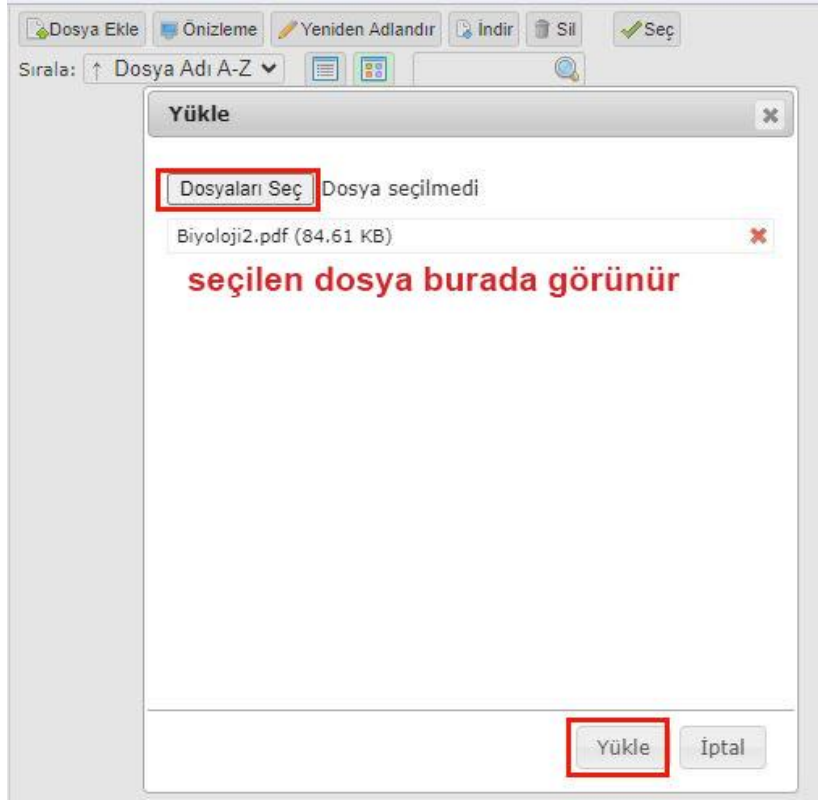 Dosya Ekle Önizleme Yeniden Adlandır İndir Sil Seç
Sırala: ↑ Dosya Adı A-Z
Yükle
Dosyaları Seç Dosya seçilmedi
Biyoloji2.pdf (84.61 KB)
seçilen dosya burada görünür
Yükle İptal